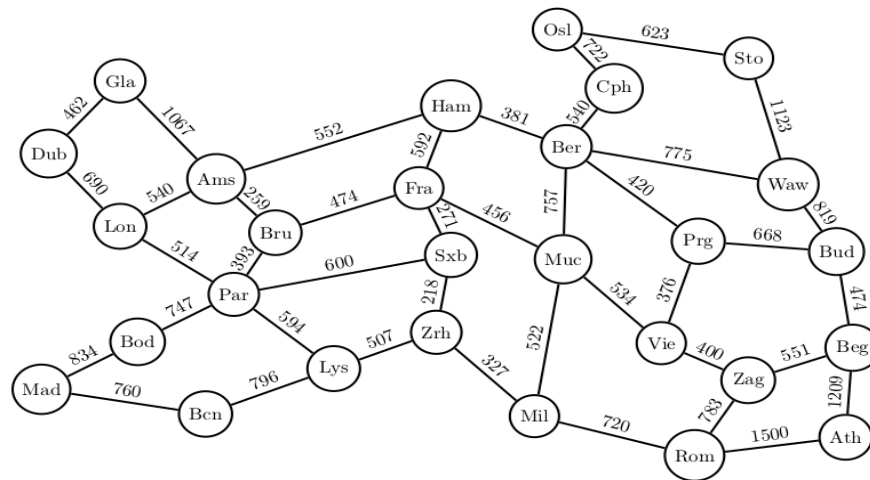 Osl
623
Sto
722
Cph
Gla
462
1067
Ham
381
540
1123
552
592
Ber
775
Dub
690
540
Ams
259
474
Fra
271
456
757
420
Waw
819
Lon
514
Bru
393
600
Sxb
218
Muc
534
Prg
668
376
Bud
474
Par
747
594
Bod
834
507
Zrh
327
522
Vie
400
551
Beg
Mad
760
796
Lys
Zag
783
1209
Bcn
Mil
720
Rom
1500
Ath